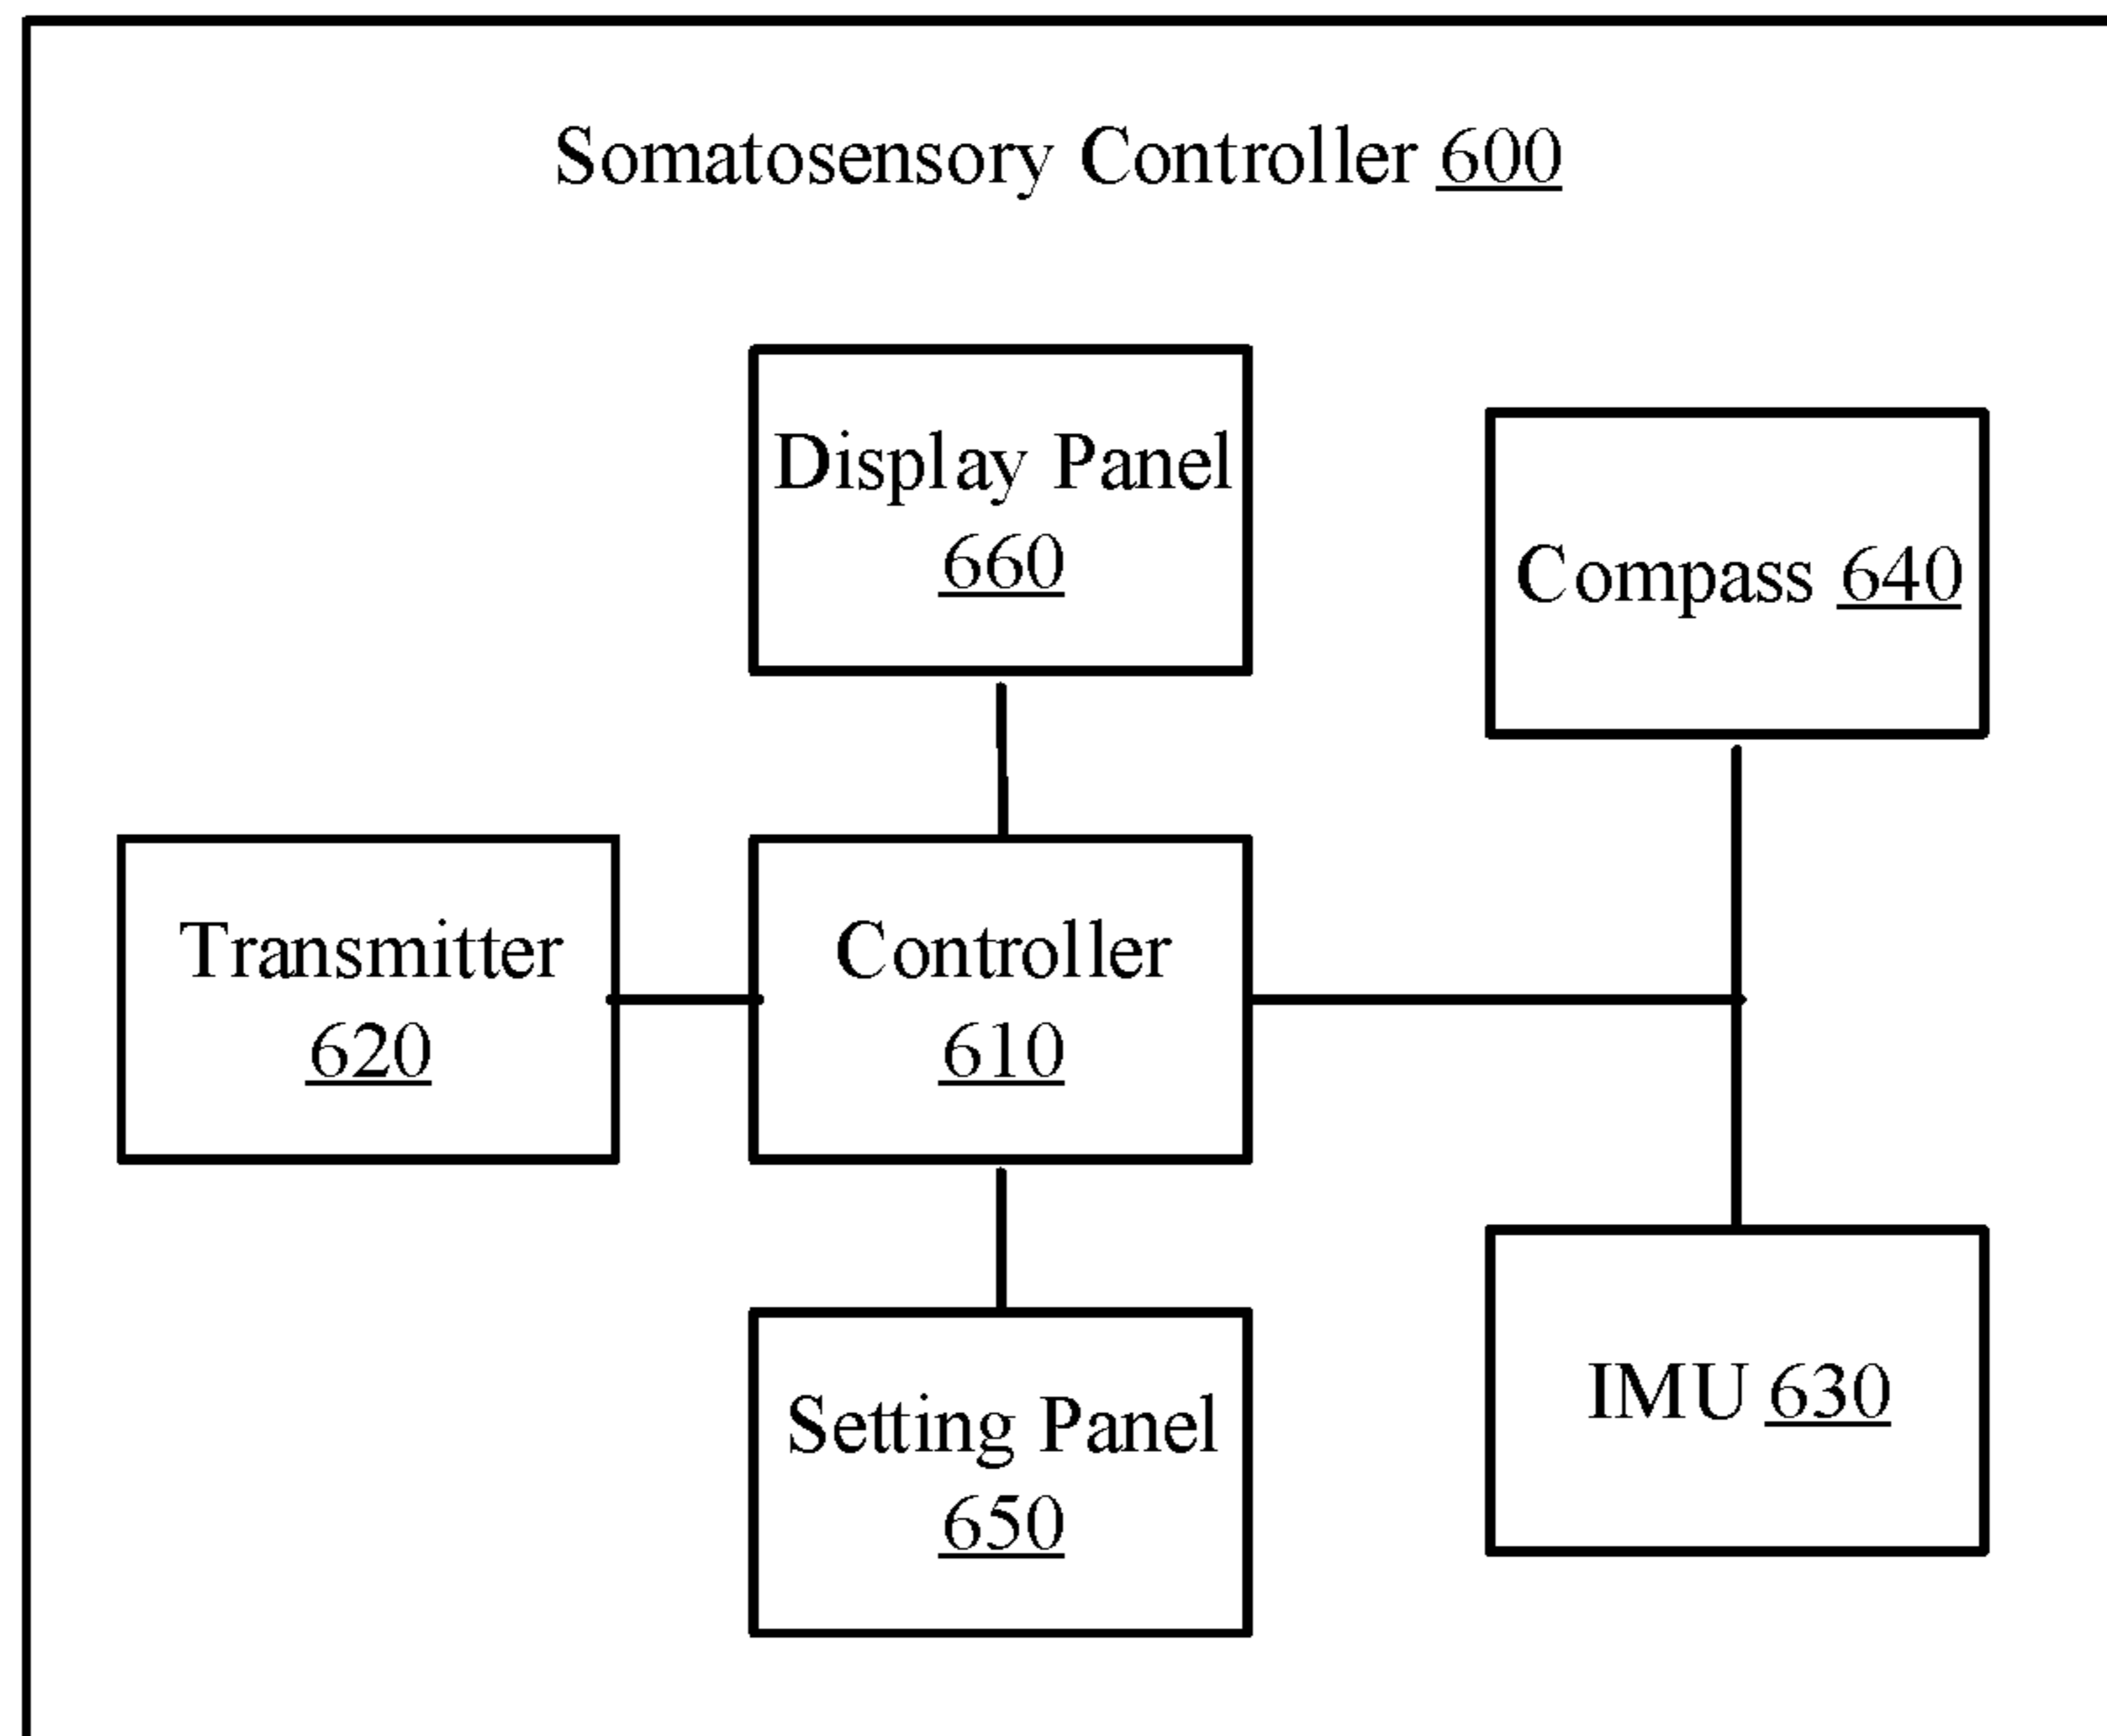 Somatosensory Controller 600
Display Panel
660
Compass 640
Transmitter
620
Controller
610
Setting Panel
650
IMU 630